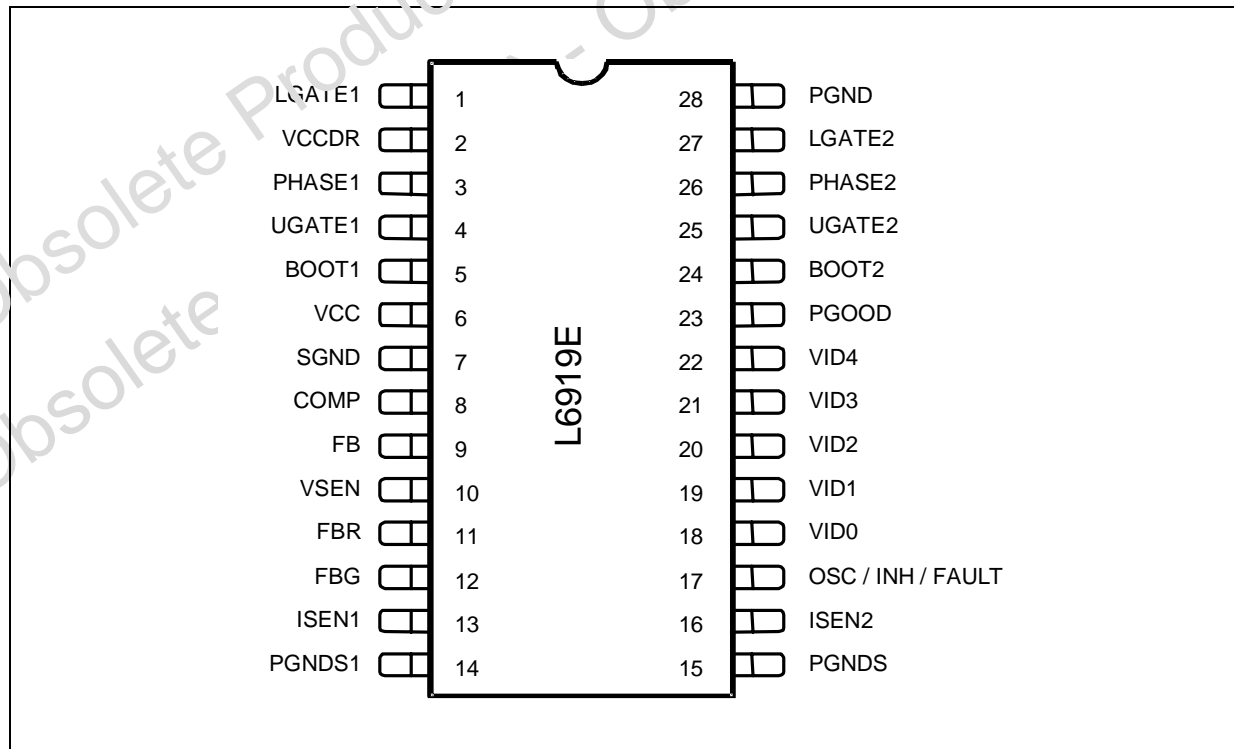 LGATE1 1 28 PGND
VCCDR 2 27 LGATE2
PHASE1 3 26 PHASE2
UGATE1 4 25 UGATE2
BOOT1 5 24 BOOT2
VCC 6 23 PGOOD
SGND 7 22 VID4
COMP 8 21 VID3
FB 9 20 VID2
VSEN 10 19 VID1
FBR 11 18 VID0
FBG 12 17 OSC / INH / FAULT
ISEN1 13 16 ISEN2
PGNDS1 14 15 PGNDS
L6919E